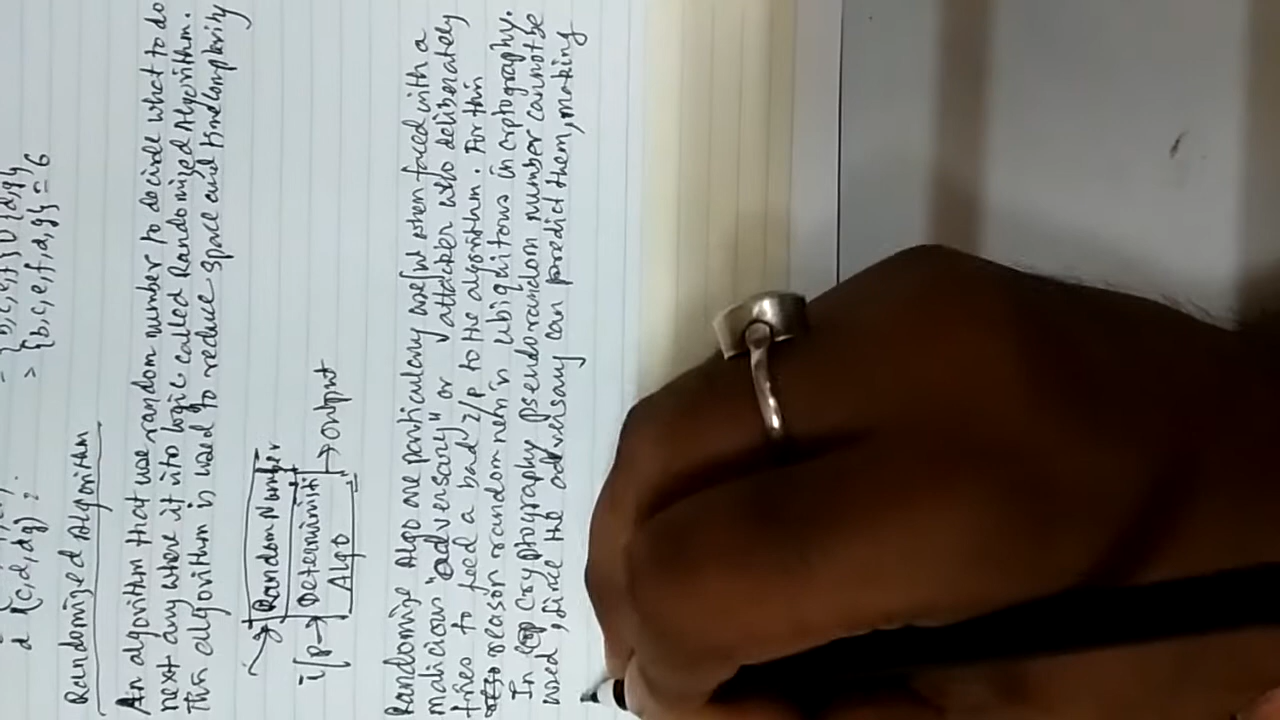 {b,c,e,f} U {d,g}
d {c,d,dg} ? > {b,c,e,f,d,g} = 6
Randomized Algorithm
An algorithm that use random number to decide what to do
next any where it its logic called Randomized Algorithm.
This algorithm is used to reduce space and time complexity
Random Number
i/p → Deterministi → output
Algo
Randomize Algo are particulary useful when faced with a
malicious "adversary" or attacker who deliberately
tries to feed a bad i/p to the algorithm. For this
reason randomness is ubiquitous in cryptography.
In cryptography pseudorandom number cannot be
used, since the adversary can predict them, making